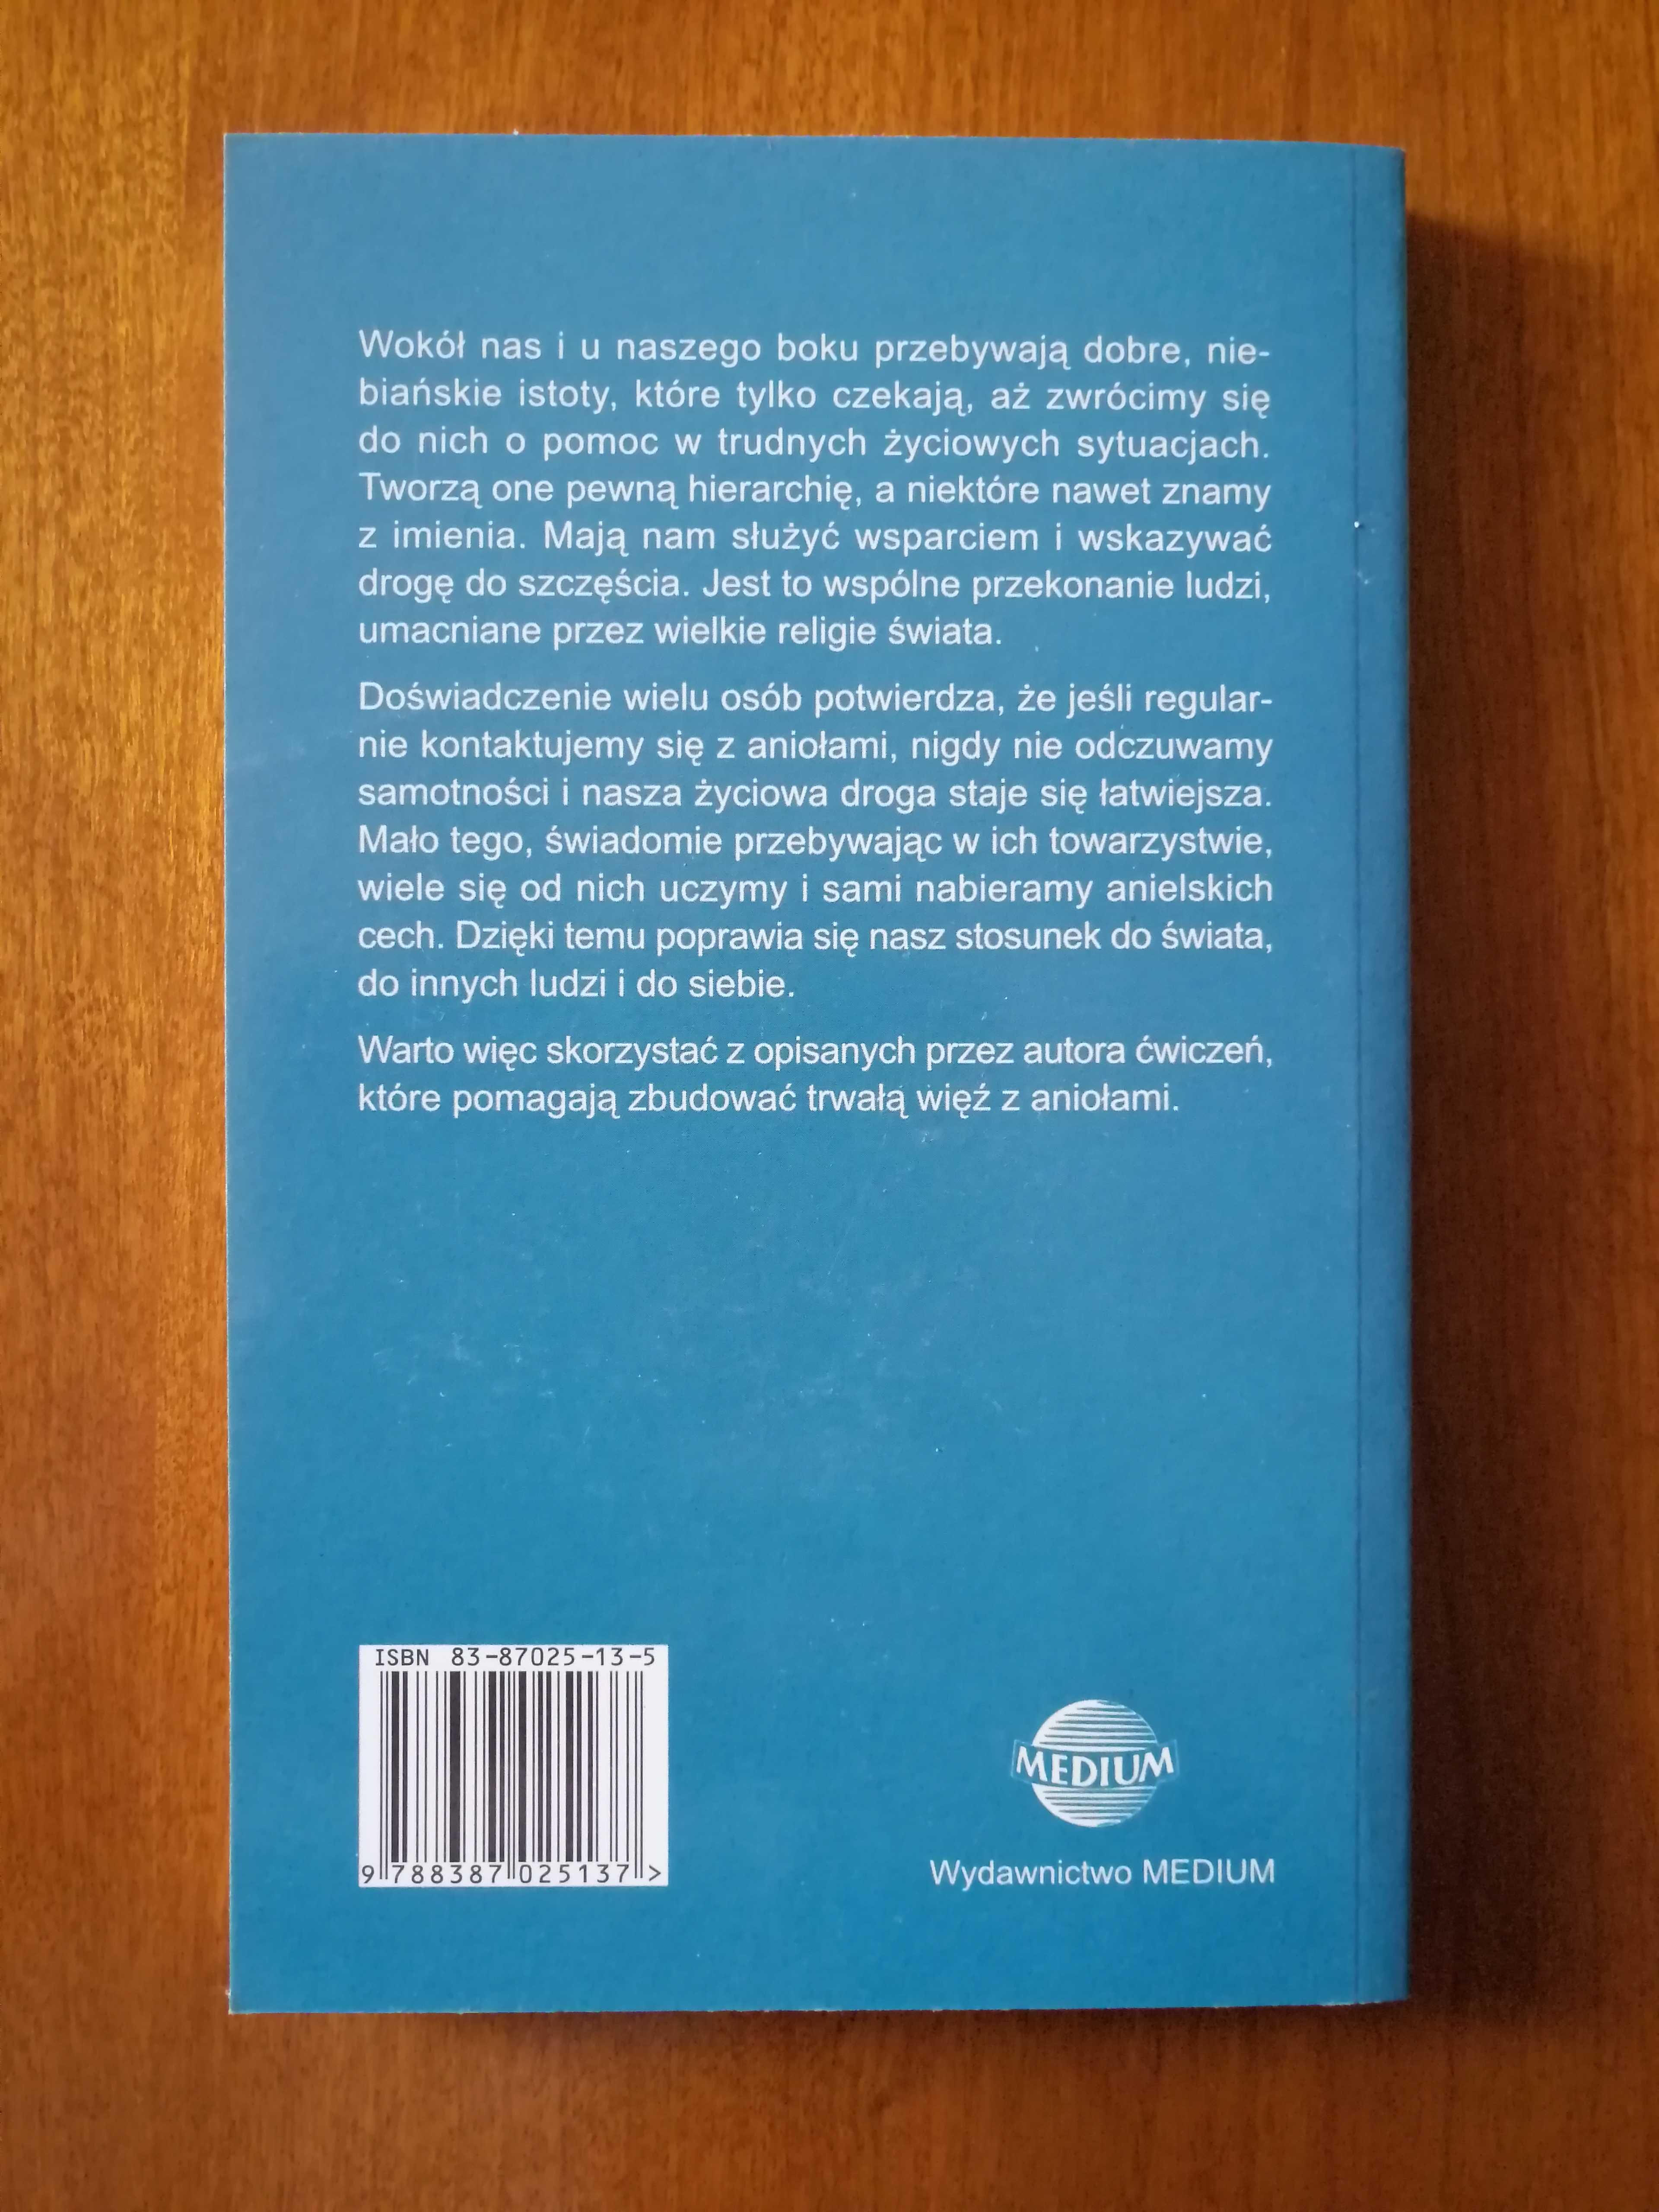 Wokół nas i u naszego boku przebywają dobre, nie-
biańskie istoty, które tylko czekają, aż zwrócimy się
do nich o pomoc w trudnych życiowych sytuacjach.
Tworzą one pewną hierarchię, a niektóre nawet znamy
z imienia. Mają nam służyć wsparciem i wskazywać
drogę do szczęścia. Jest to wspólne przekonanie ludzi,
umacniane przez wielkie religie świata.
Doświadczenie wielu osób potwierdza, że jeśli regular-
nie kontaktujemy się z aniołami, nigdy nie odczuwamy
samotności i nasza życiowa droga staje się łatwiejsza.
Mało tego, świadomie przebywając w ich towarzystwie,
wiele się od nich uczymy i sami nabieramy anielskich
cech. Dzięki temu poprawia się nasz stosunek do świata,
do innych ludzi i do siebie.
Warto więc skorzystać z opisanych przez autora ćwiczeń,
które pomagają zbudować trwałą więź z aniołami.
ISBN 83-87025-13-5
9 788387 025137 >
MEDIUM
Wydawnictwo MEDIUM